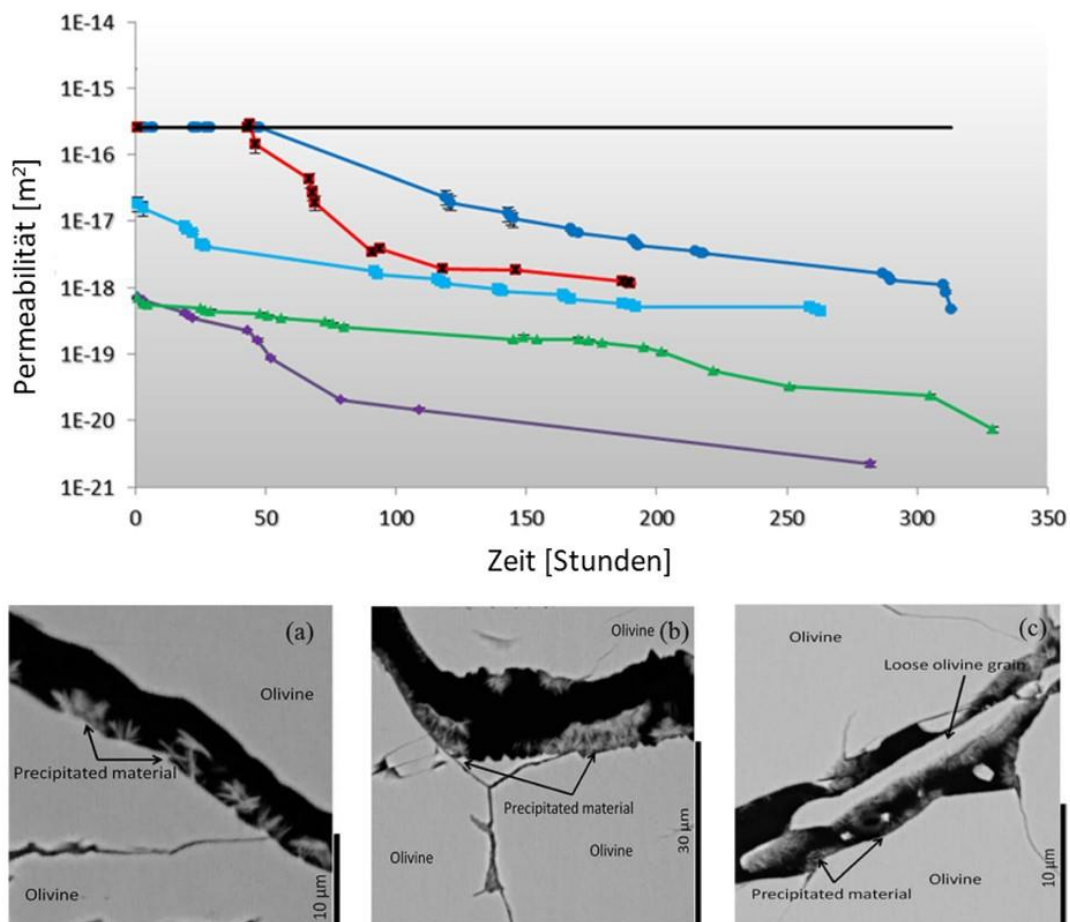 1E-14
1E-15
1E-16
1E-17
1E-18
1E-19
1E-20
1E-21
Permeabilität [m²]
0 50 100 150 200 250 300 350
Zeit [Stunden]
(a)
Olivine
Precipitated material
Olivine
10 µm
Olivine (b)
Precipitated material
Olivine
Olivine
30 µm
(c)
Olivine
Loose olivine grain
Olivine
Precipitated material
10 µm